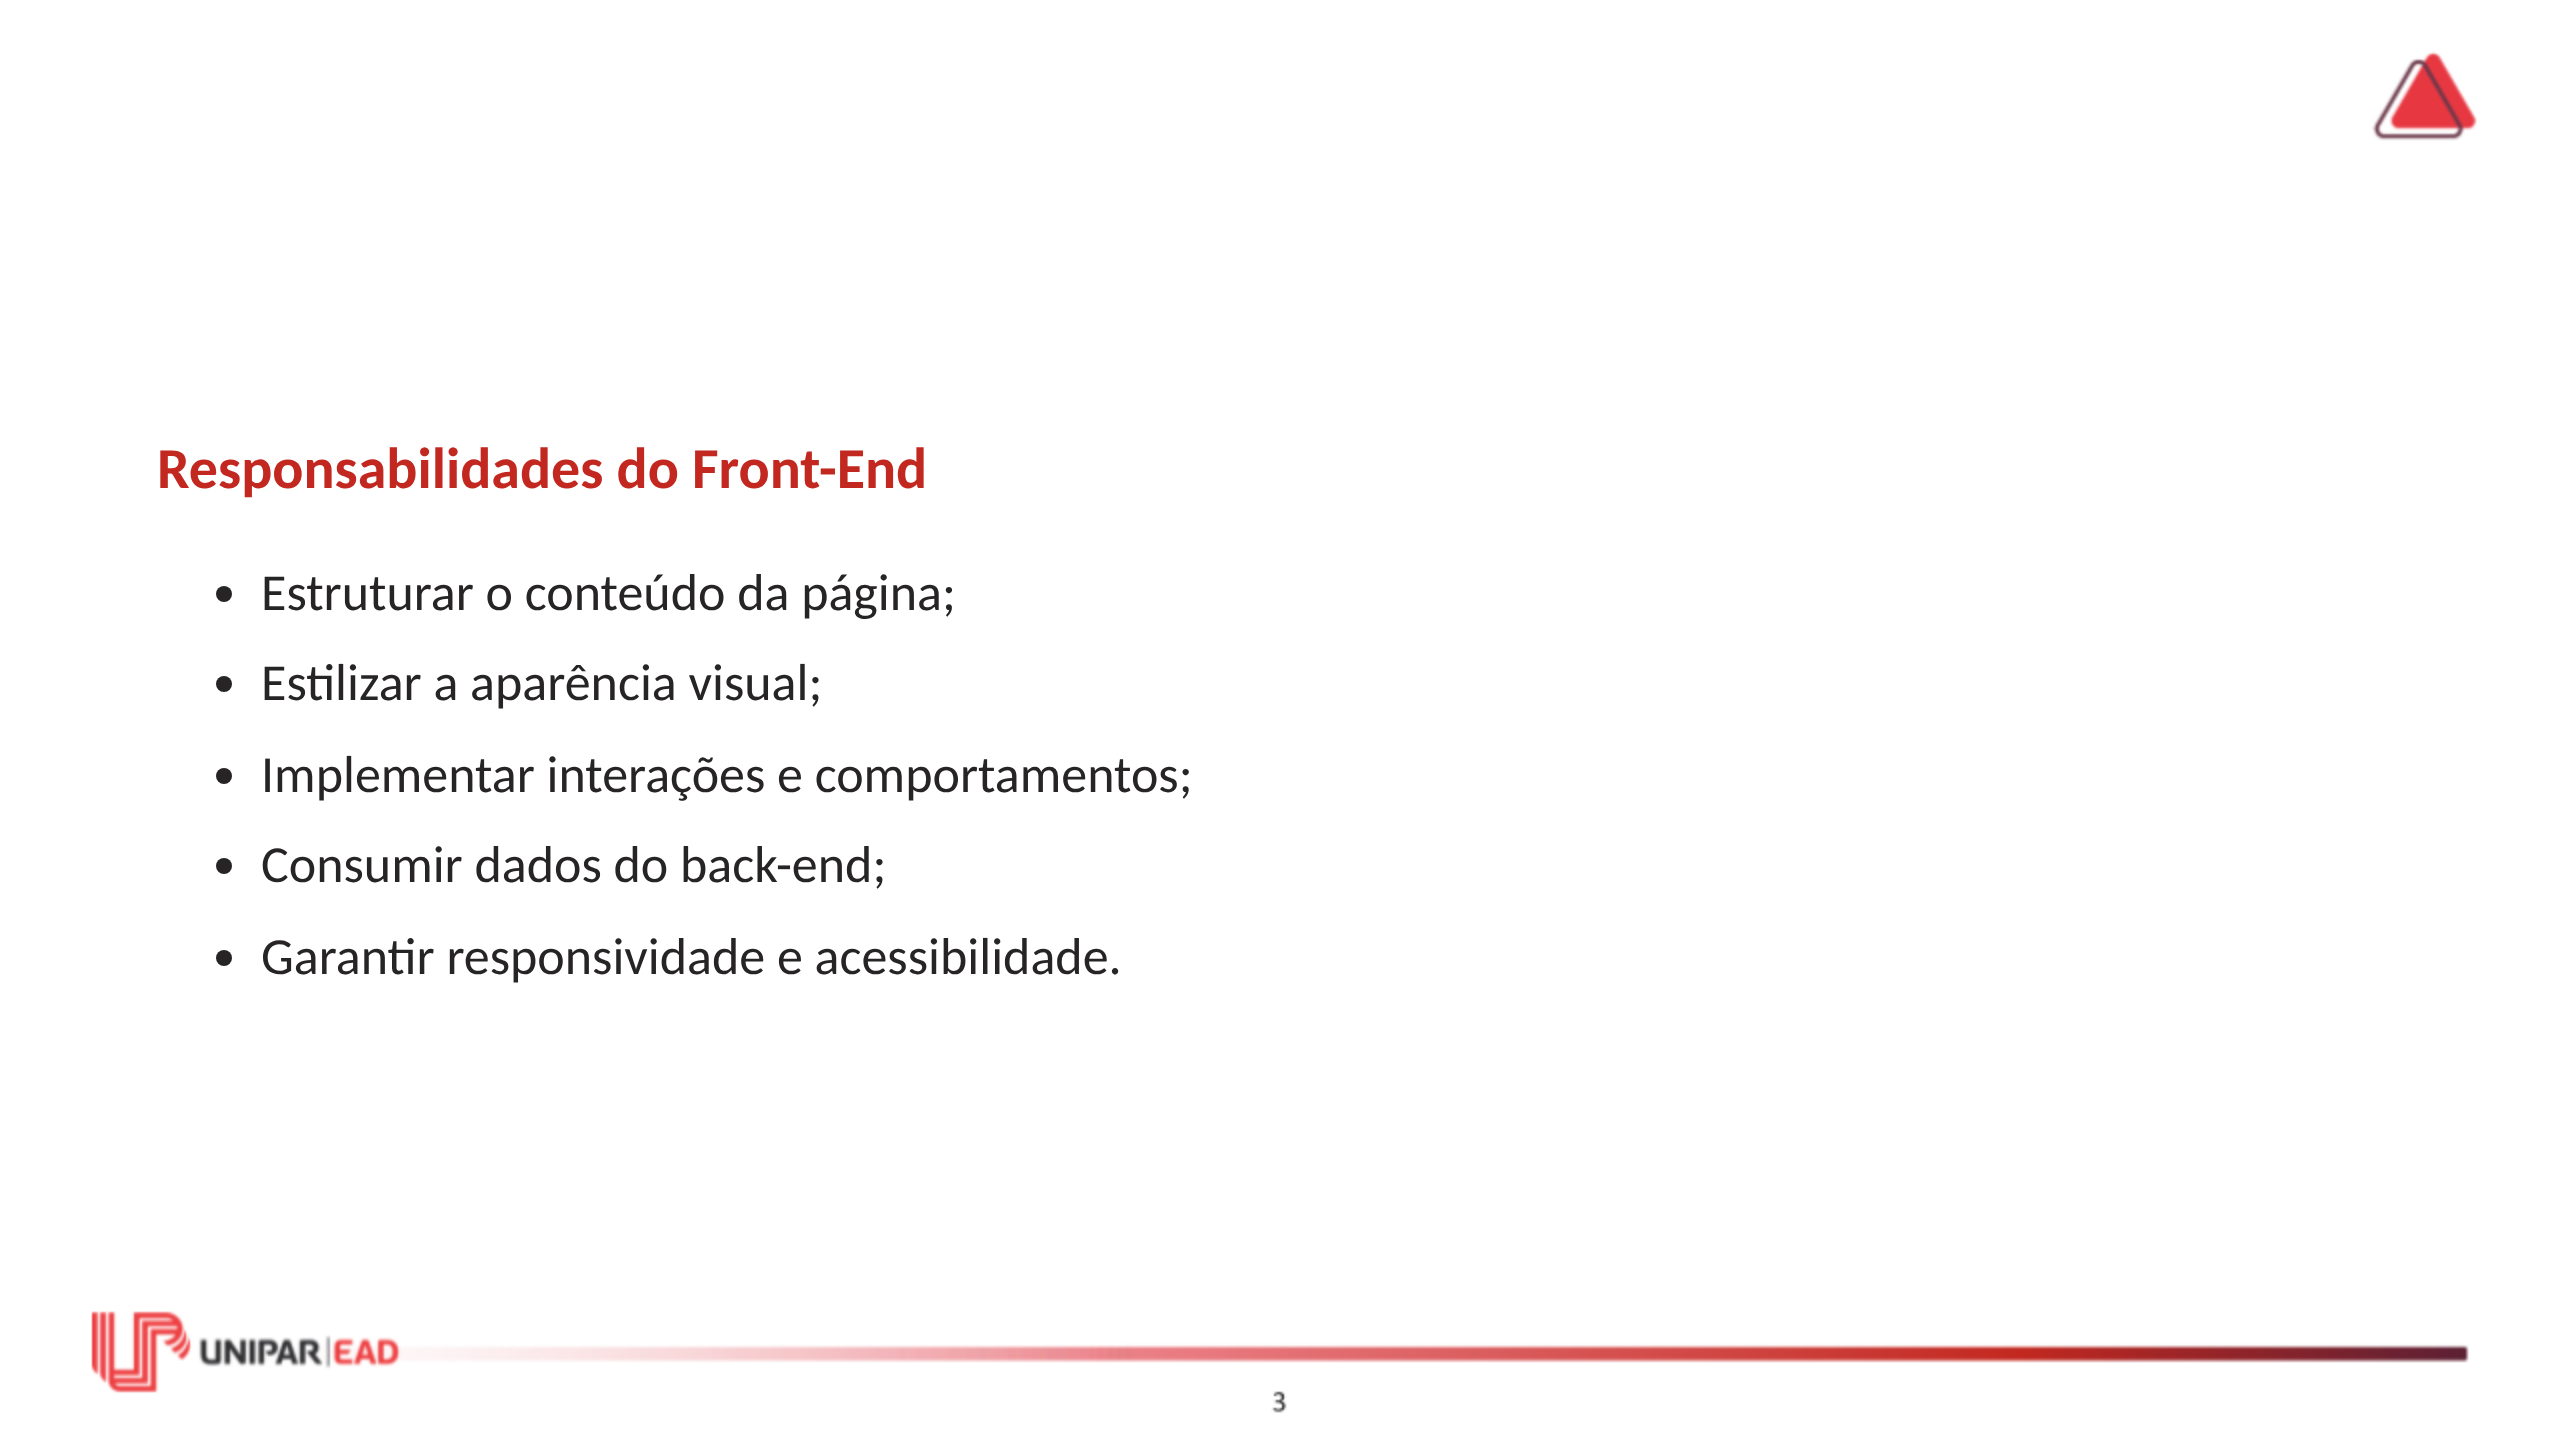 Responsabilidades do Front-End
• Estruturar o conteúdo da página;
• Estilizar a aparência visual;
• Implementar interações e comportamentos;
• Consumir dados do back-end;
• Garantir responsividade e acessibilidade.
UNIPAR|EAD
3